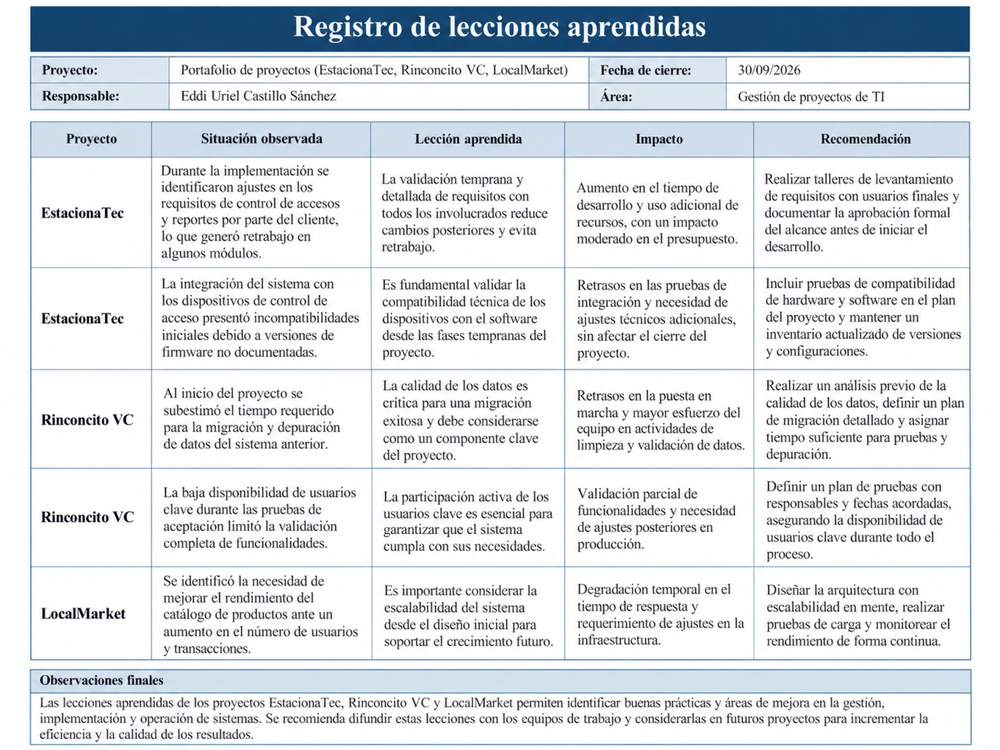 Registro de lecciones aprendidas
Proyecto: Portafolio de proyectos (EstacionaTec, Rinconcito VC, LocalMarket) Fecha de cierre: 30/09/2026
Responsable: Eddi Uriel Castillo Sánchez Área: Gestión de proyectos de TI
Proyecto Situación observada Lección aprendida Impacto Recomendación
EstacionaTec
Durante la implementación se
identificaron ajustes en los
requisitos de control de accesos
y reportes por parte del cliente,
lo que generó retrabajo en
algunos módulos.
La validación temprana y
detallada de requisitos con
todos los involucrados reduce
cambios posteriores y evita
retrabajo.
Aumento en el tiempo de
desarrollo y uso adicional de
recursos, con un impacto
moderado en el presupuesto.
Realizar talleres de levantamiento
de requisitos con usuarios finales y
documentar la aprobación formal
del alcance antes de iniciar el
desarrollo.
EstacionaTec
La integración del sistema con
los dispositivos de control de
acceso presentó incompatibilidades
iniciales debido a versiones de
firmware no documentadas.
Es fundamental validar la
compatibilidad técnica de los
dispositivos con el software
desde las fases tempranas del
proyecto.
Retrasos en las pruebas de
integración y necesidad de
ajustes técnicos adicionales,
sin afectar el cierre del
proyecto.
Incluir pruebas de compatibilidad
de hardware y software en el plan
del proyecto y mantener un
inventario actualizado de versiones
y configuraciones.
Rinconcito VC
Al inicio del proyecto se
subestimó el tiempo requerido
para la migración y depuración
de datos del sistema anterior.
La calidad de los datos es
crítica para una migración
exitosa y debe considerarse
como un componente clave
del proyecto.
Retrasos en la puesta en
marcha y mayor esfuerzo del
equipo en actividades de
limpieza y validación de datos.
Realizar un análisis previo de la
calidad de los datos, definir un plan
de migración detallado y asignar
tiempo suficiente para pruebas y
depuración.
Rinconcito VC
La baja disponibilidad de usuarios
clave durante las pruebas de
aceptación limitó la validación
completa de funcionalidades.
La participación activa de los
usuarios clave es esencial para
garantizar que el sistema
cumpla con sus necesidades.
Validación parcial de
funcionalidades y necesidad
de ajustes posteriores en
producción.
Definir un plan de pruebas con
responsables y fechas acordadas,
asegurando la disponibilidad de
usuarios clave durante todo el
proceso.
LocalMarket
Se identificó la necesidad de
mejorar el rendimiento del
catálogo de productos ante un
aumento en el número de usuarios
y transacciones.
Es importante considerar la
escalabilidad del sistema
desde el diseño inicial para
soportar el crecimiento futuro.
Degradación temporal en el
tiempo de respuesta y
requerimiento de ajustes en la
infraestructura.
Diseñar la arquitectura con
escalabilidad en mente, realizar
pruebas de carga y monitorear el
rendimiento de forma continua.
Observaciones finales
Las lecciones aprendidas de los proyectos EstacionaTec, Rinconcito VC y LocalMarket permiten identificar buenas prácticas y áreas de mejora en la gestión,
implementación y operación de sistemas. Se recomienda difundir estas lecciones con los equipos de trabajo y considerarlas en futuros proyectos para incrementar la
eficiencia y la calidad de los resultados.